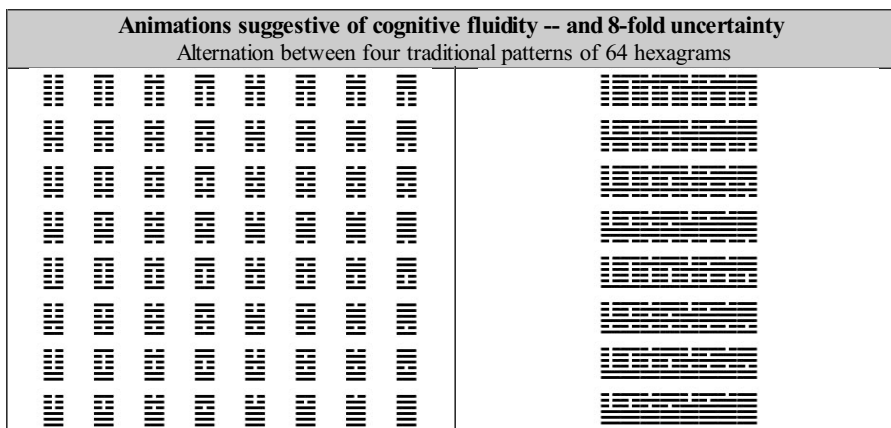 Animations suggestive of cognitive fluidity -- and 8-fold uncertainty
Alternation between four traditional patterns of 64 hexagrams